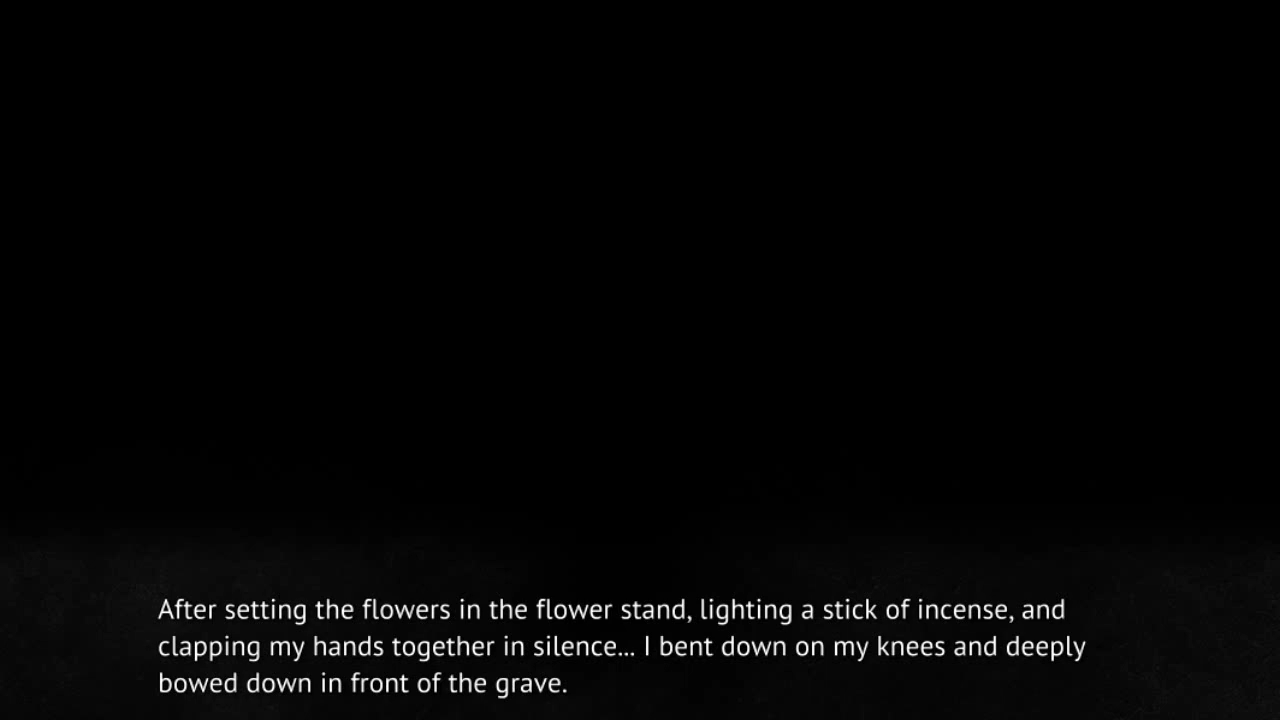 After setting the flowers in the flower stand, lighting a stick of incense, and
clapping my hands together in silence... I bent down on my knees and deeply
bowed down in front of the grave.